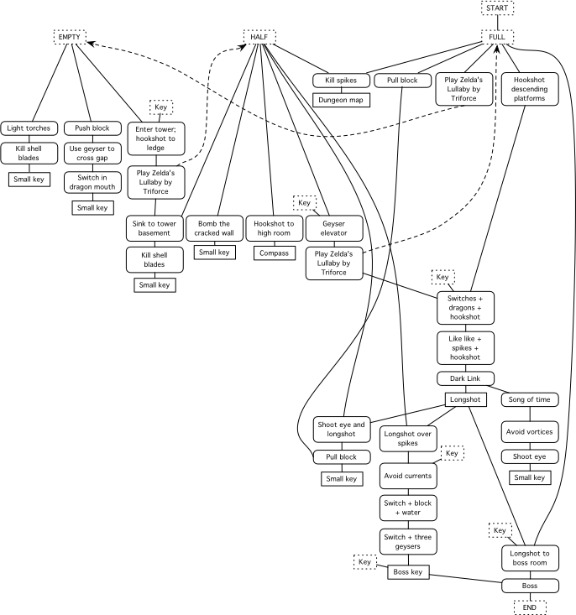 START
EMPTY
HALF
FULL
Kill spikes
Dungeon map
Pull block
Play Zelda's
Lullaby by
Triforce
Hookshot
descending
platforms
Light torches
Kill shell
blades
Small key
Push block
Use geyser to
cross gap
Switch in
dragon mouth
Small key
Key
Enter tower;
hookshot to
ledge
Play Zelda's
Lullaby by
Triforce
Sink to tower
basement
Kill shell
blades
Small key
Bomb the
cracked wall
Small key
Hookshot to
high room
Compass
Key
Geyser
elevator
Play Zelda's
Lullaby by
Triforce
Key
Switches +
dragons +
hookshot
Like like +
spikes +
hookshot
Dark Link
Longshot
Song of time
Avoid vortices
Shoot eye
Small key
Shoot eye and
longshot
Pull block
Small key
Longshot over
spikes
Key
Avoid currents
Switch + block
+ water
Switch + three
geysers
Key
Boss key
Key
Longshot to
boss room
Boss
END